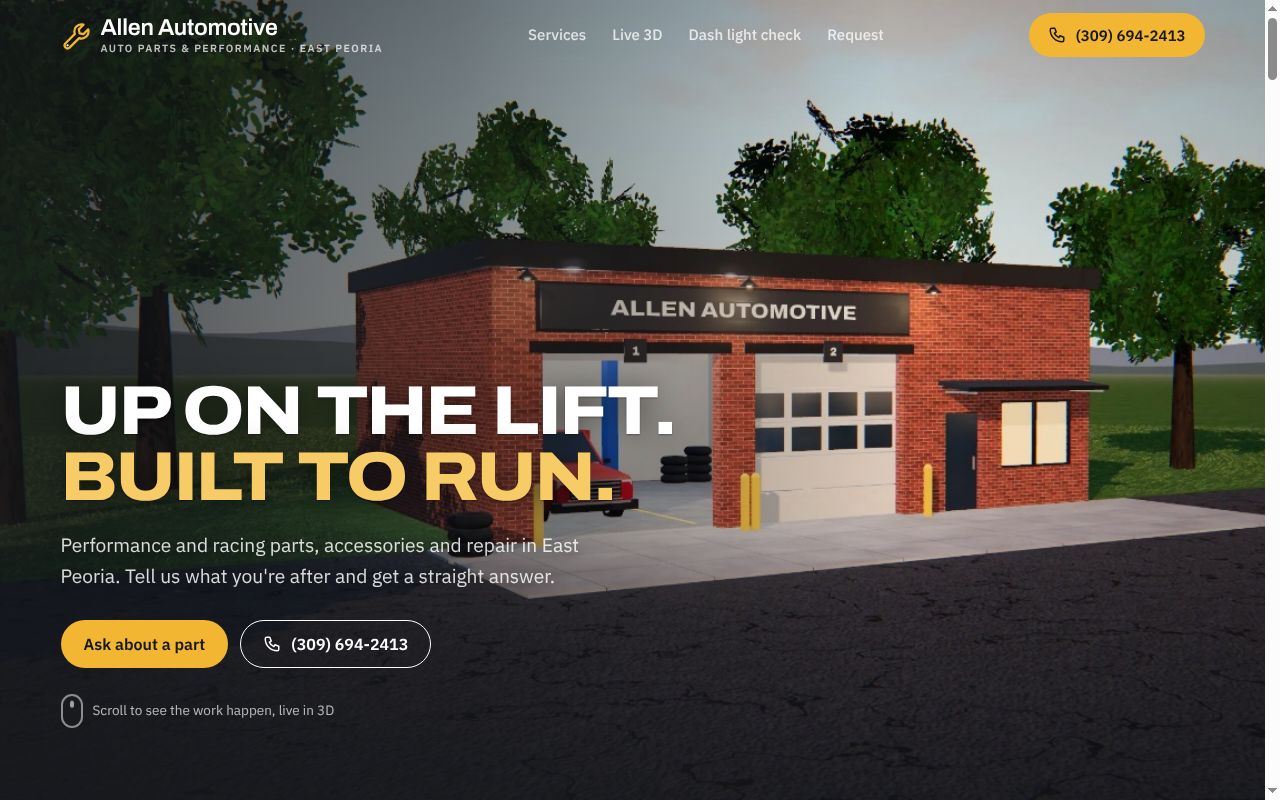 Allen Automotive
AUTO PARTS & PERFORMANCE · EAST PEORIA
Services
Live 3D
Dash light check
Request
(309) 694-2413
ALLEN AUTOMOTIVE
1
2
UP ON THE LIFT.
BUILT TO RUN.
Performance and racing parts, accessories and repair in East
Peoria. Tell us what you're after and get a straight answer.
Ask about a part
(309) 694-2413
Scroll to see the work happen, live in 3D